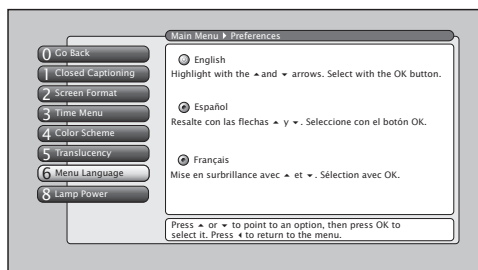 Main Menu ▶ Preferences
0 Go Back
1 Closed Captioning
2 Screen Format
3 Time Menu
4 Color Scheme
5 Translucency
6 Menu Language
8 Lamp Power
English
Highlight with the ▲ and ▼ arrows. Select with the OK button.
Español
Resalte con las flechas ▲ y ▼. Seleccione con el botón OK.
Français
Mise en surbrillance avec ▲ et ▼. Sélection avec OK.
Press ▲ or ▼ to point to an option, then press OK to
select it. Press ◀ to return to the menu.